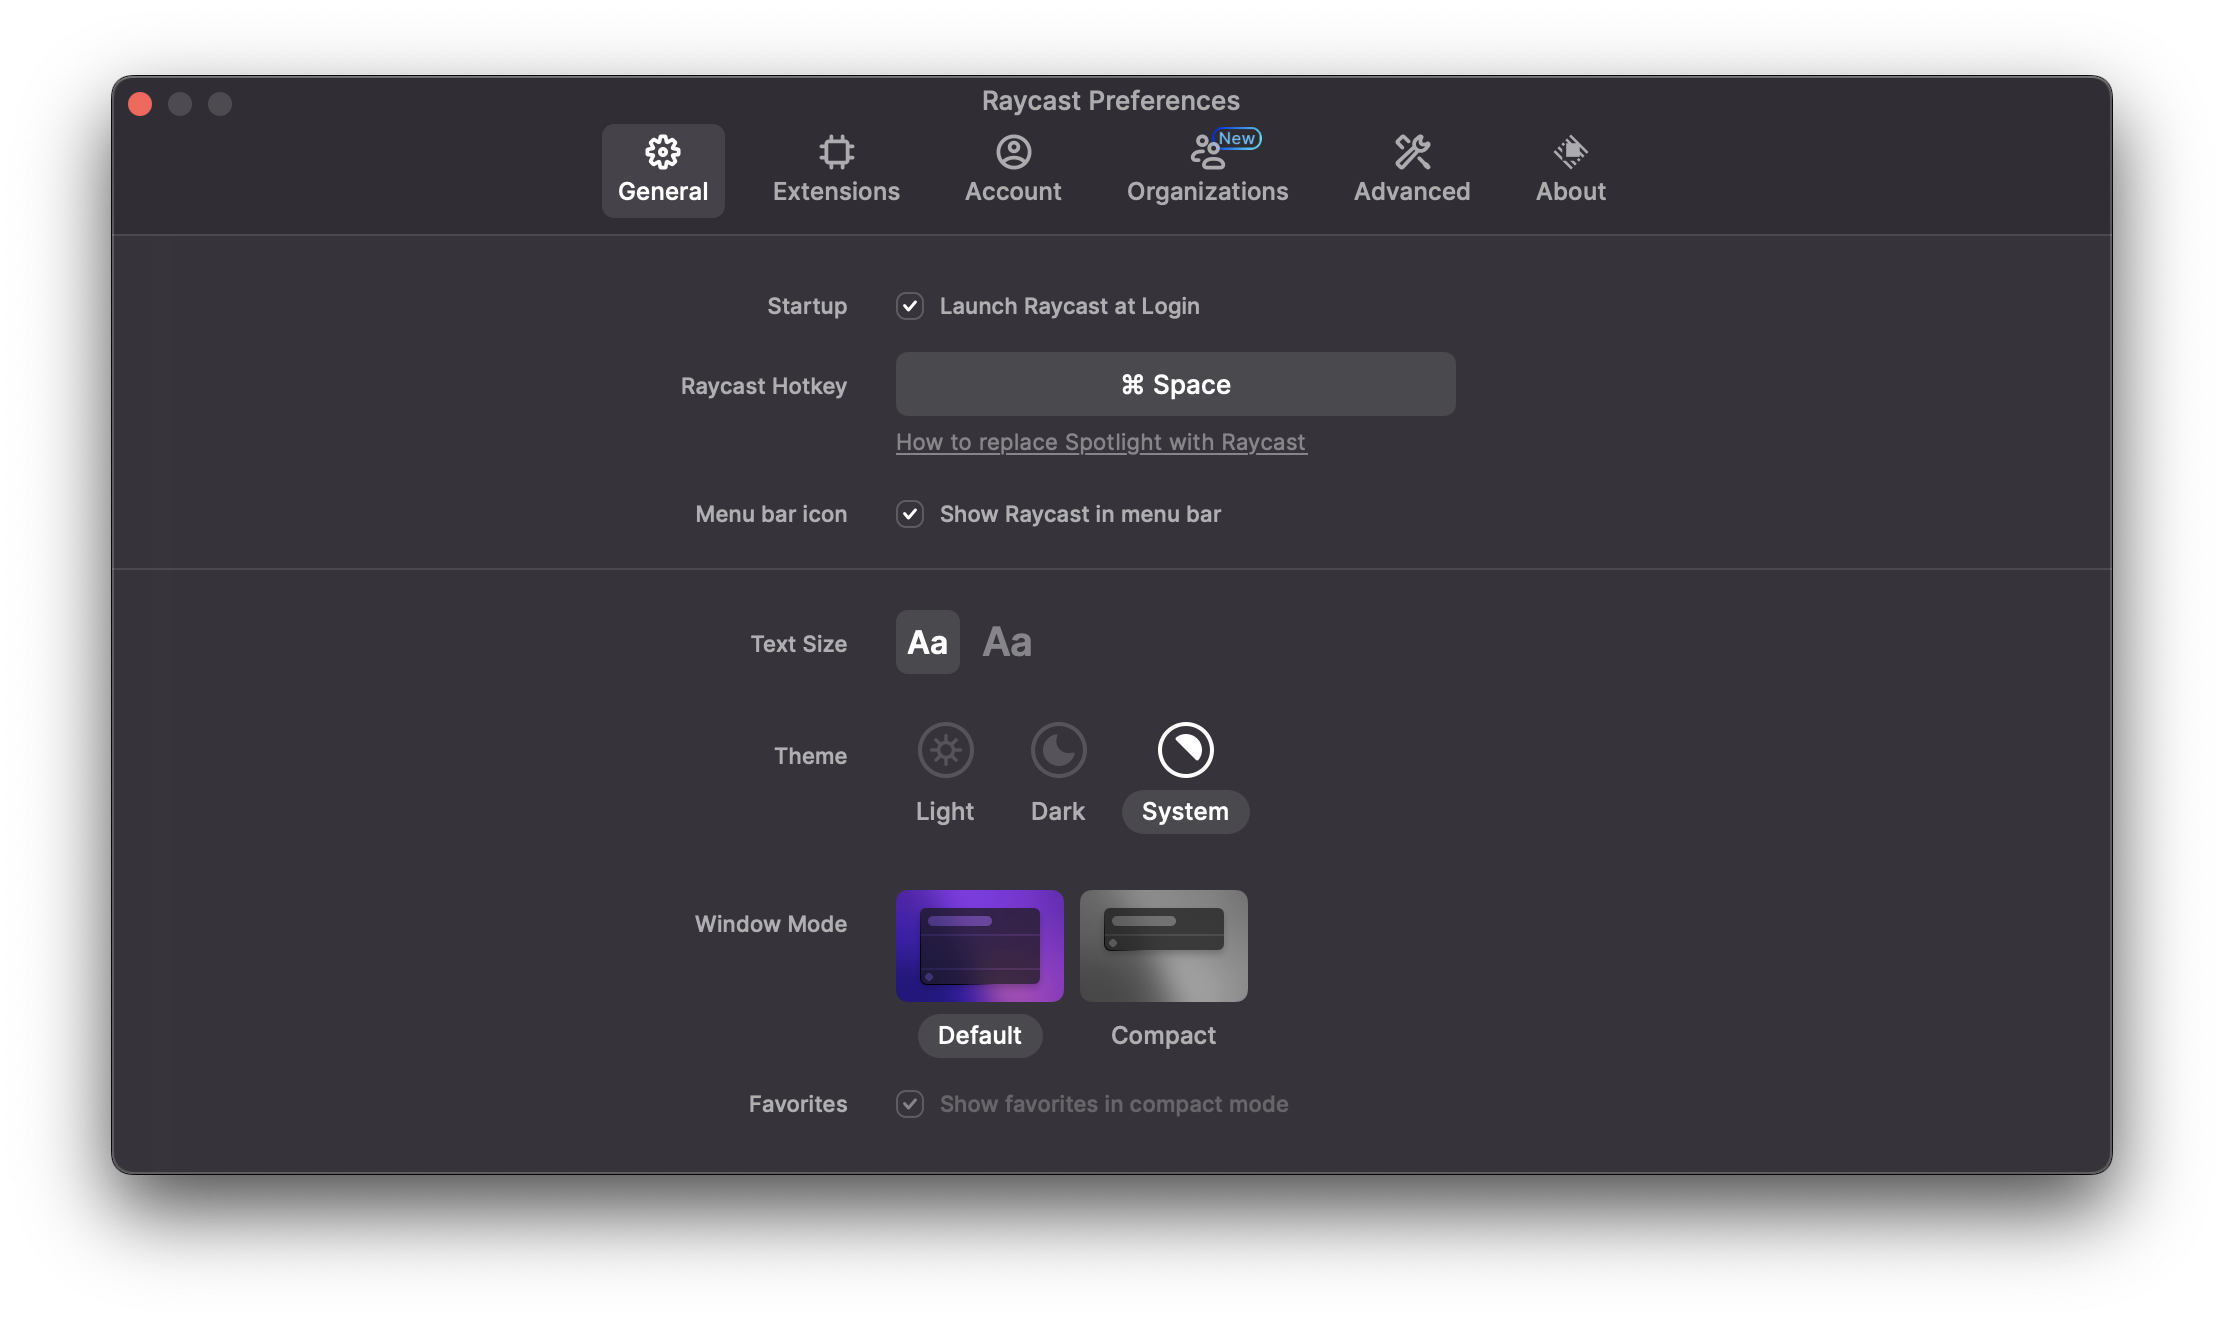 Raycast Preferences
New
General Extensions Account Organizations Advanced About
Startup Launch Raycast at Login
Raycast Hotkey ⌘ Space
How to replace Spotlight with Raycast
Menu bar icon Show Raycast in menu bar
Text Size Aa Aa
Theme
Light Dark System
Window Mode
Default Compact
Favorites Show favorites in compact mode